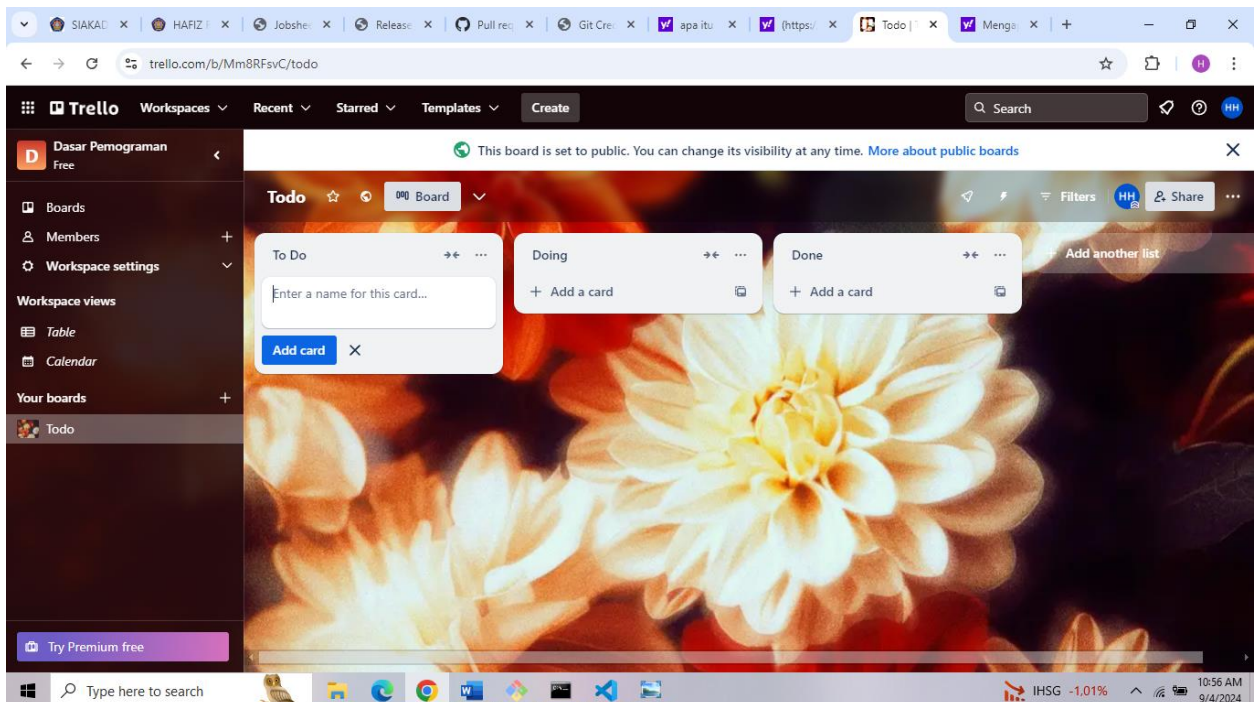 SIAKAD
HAFIZ
Jobshee
Release
Pull req
Git Cre
apa itu
(https:/
Todo |
Menga
trello.com/b/Mm8RFsvC/todo
H
Trello
Workspaces
Recent
Starred
Templates
Create
Search
HH
D
Dasar Pemograman
Free
This board is set to public. You can change its visibility at any time. More about public boards
Boards
Members
Workspace settings
Workspace views
Table
Calendar
Your boards
Todo
Try Premium free
Todo
Board
Filters
HH
Share
To Do
Enter a name for this card...
Add card
Doing
+ Add a card
Done
+ Add a card
+ Add another list
Type here to search
IHSG -1,01%
10:56 AM
9/4/2024